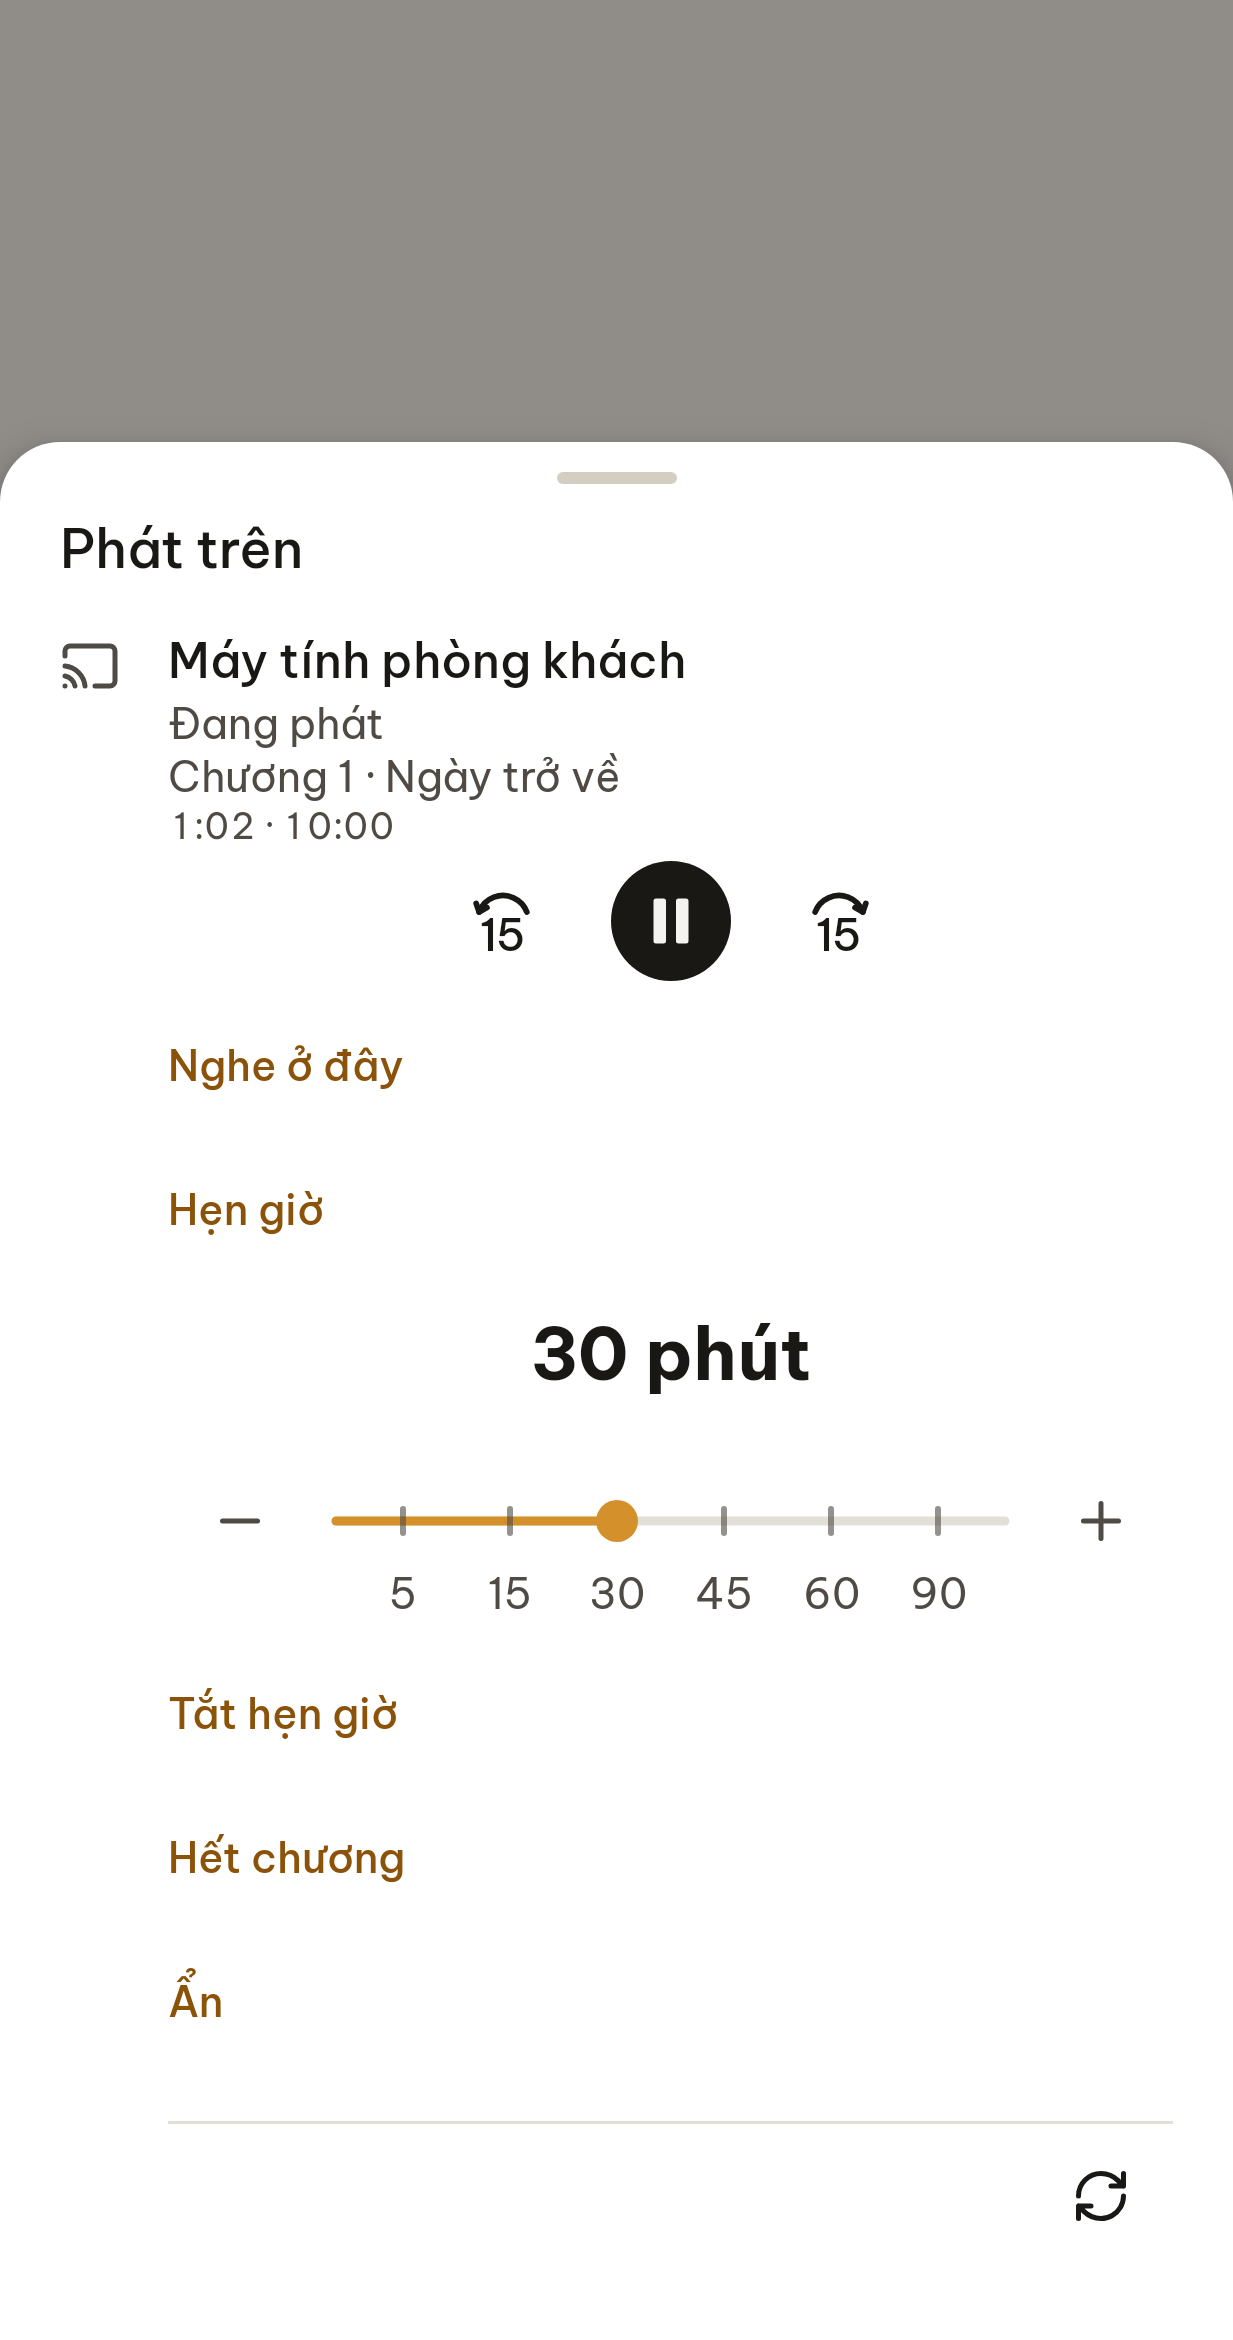 Phát trên
Máy tính phòng khách
Đang phát
Chương 1 · Ngày trở về
1:02 · 10:00
15 15
Nghe ở đây
Hẹn giờ
30 phút
5 15 30 45 60 90
Tắt hẹn giờ
Hết chương
Ẩn